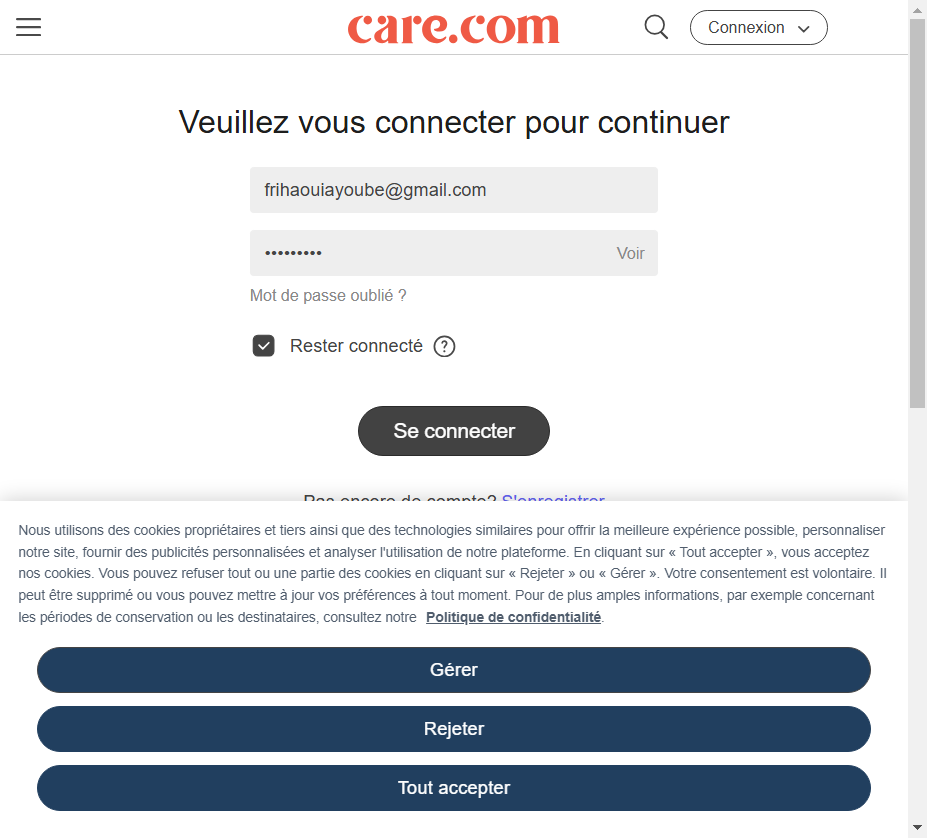 care.com
Connexion
Veuillez vous connecter pour continuer
frihaouiayoube@gmail.com
••••••••• Voir
Mot de passe oublié ?
Rester connecté ?
Se connecter
Pas encore de compte? S'enregistrer
Nous utilisons des cookies propriétaires et tiers ainsi que des technologies similaires pour offrir la meilleure expérience possible, personnaliser
notre site, fournir des publicités personnalisées et analyser l'utilisation de notre plateforme. En cliquant sur « Tout accepter », vous acceptez
nos cookies. Vous pouvez refuser tout ou une partie des cookies en cliquant sur « Rejeter » ou « Gérer ». Votre consentement est volontaire. Il
peut être supprimé ou vous pouvez mettre à jour vos préférences à tout moment. Pour de plus amples informations, par exemple concernant
les périodes de conservation ou les destinataires, consultez notre Politique de confidentialité.
Gérer
Rejeter
Tout accepter